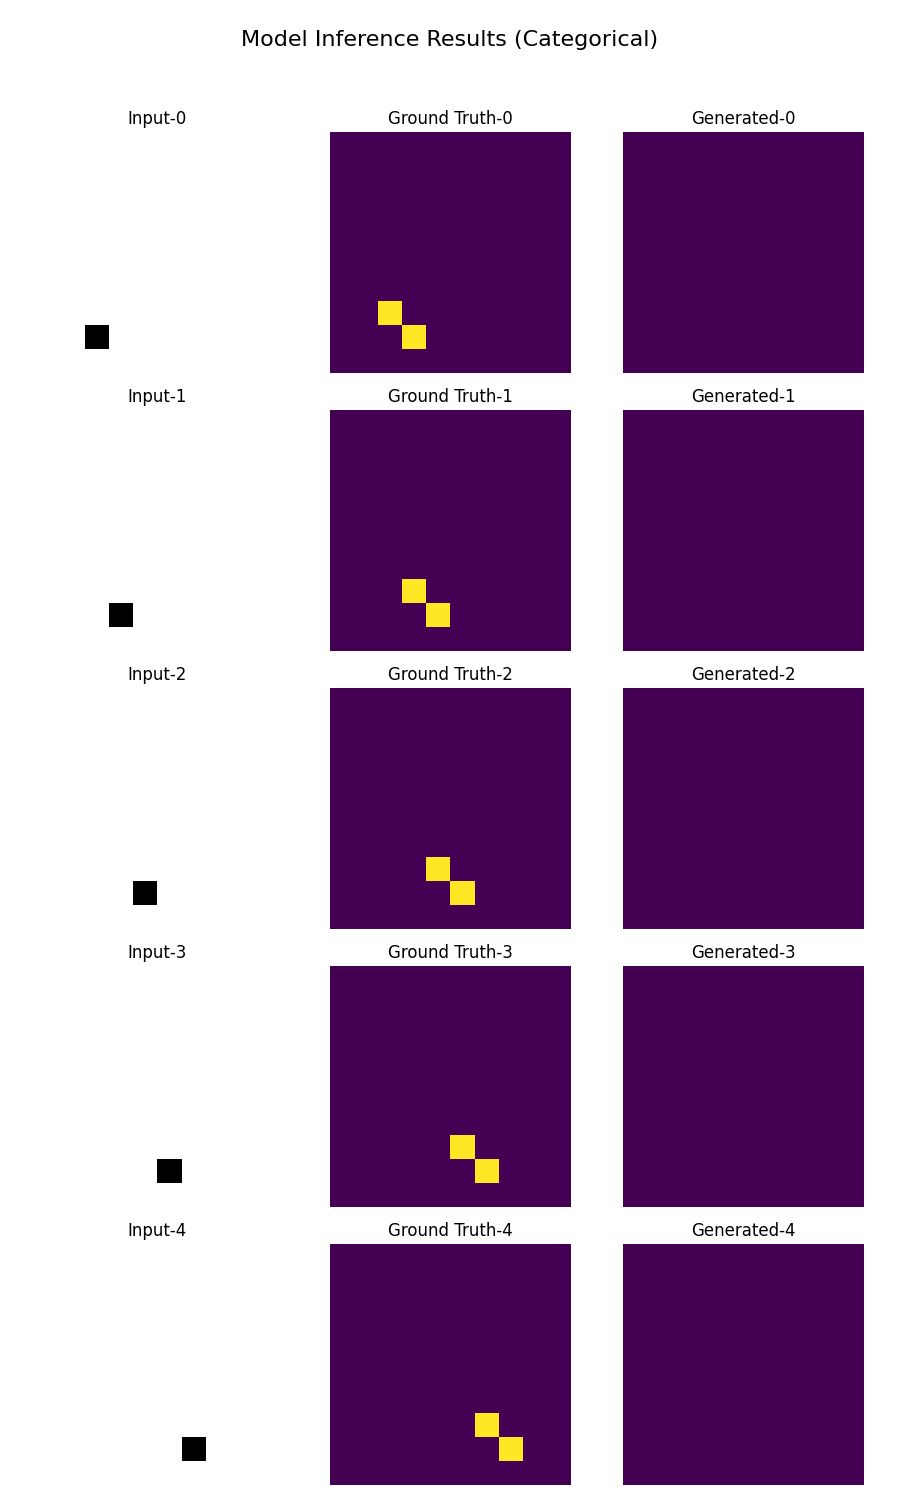 Model Inference Results (Categorical)
Input-0
Ground Truth-0
Generated-0
Input-1
Ground Truth-1
Generated-1
Input-2
Ground Truth-2
Generated-2
Input-3
Ground Truth-3
Generated-3
Input-4
Ground Truth-4
Generated-4